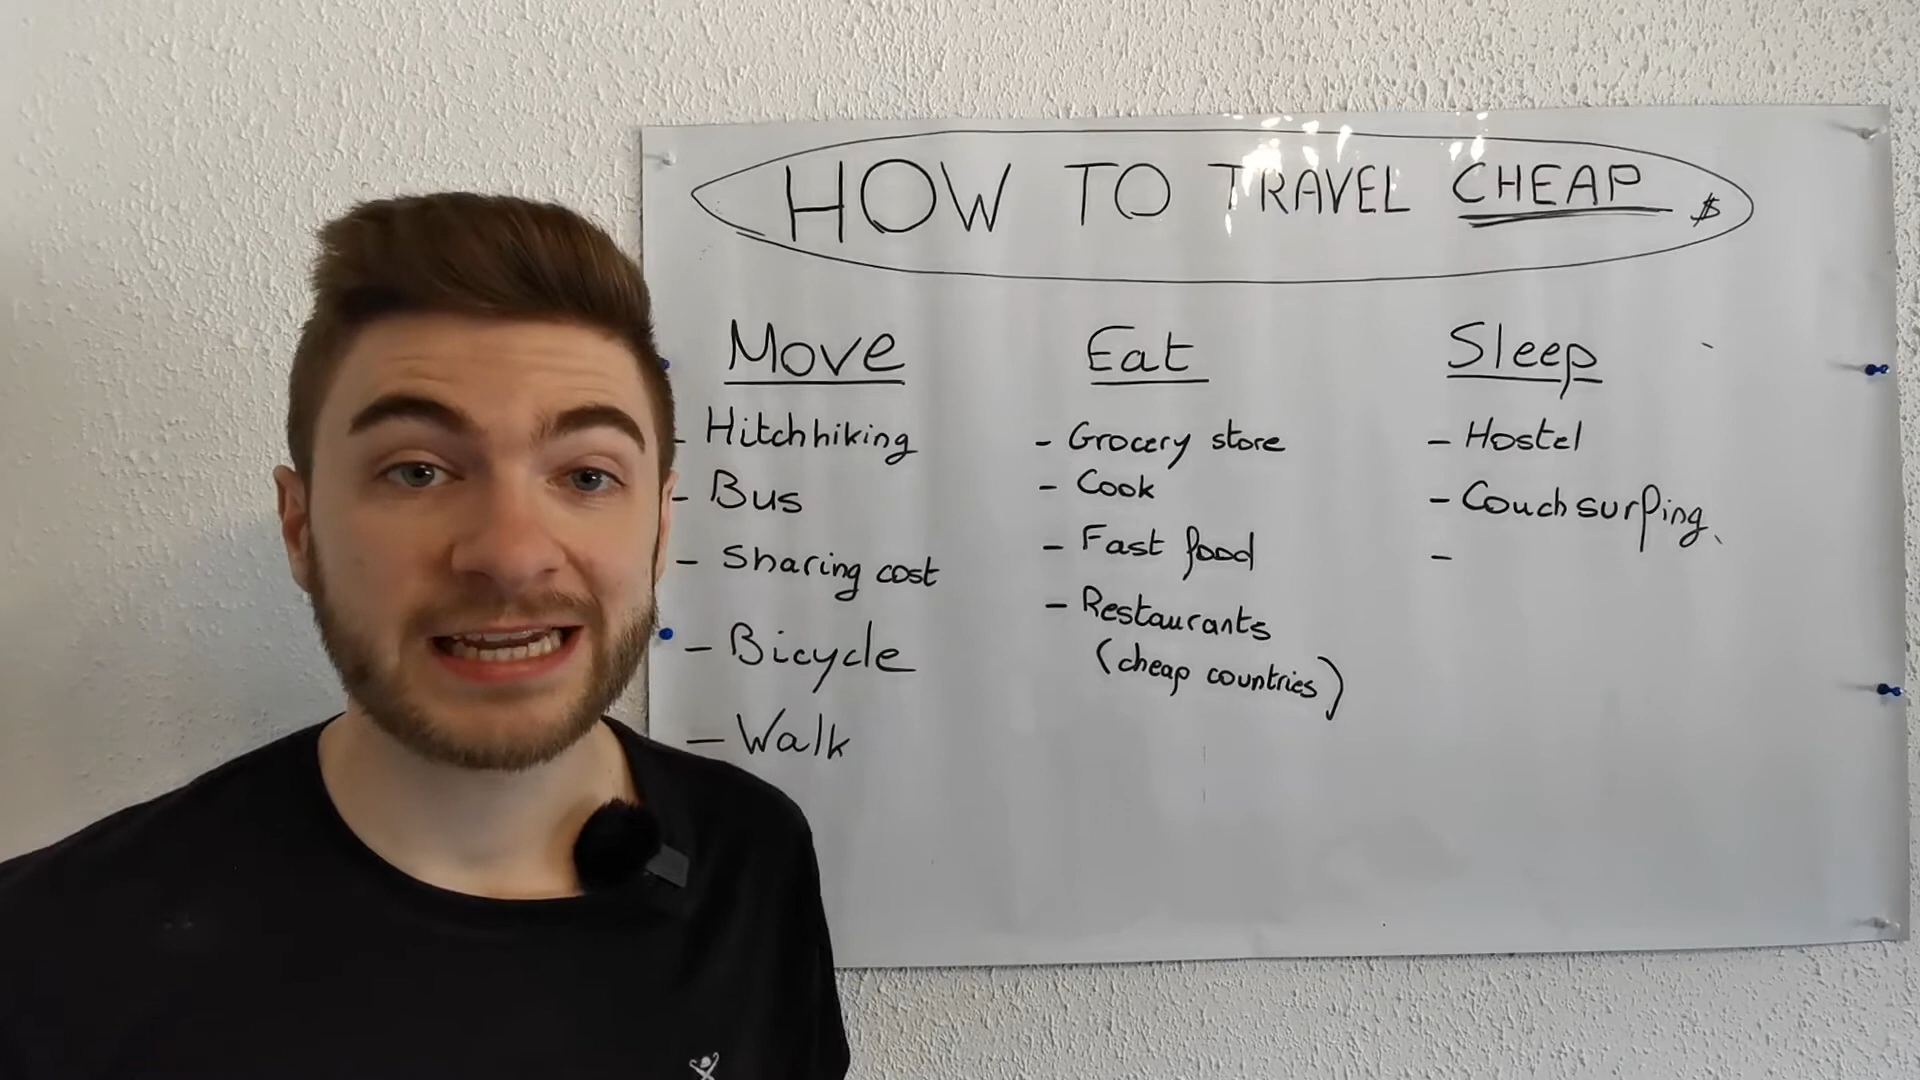 HOW TO TRAVEL CHEAP $
Move
- Hitchhiking
- Bus
- Sharing cost
- Bicycle
- Walk
Eat
- Grocery store
- Cook
- Fast food
- Restaurants
(cheap countries)
Sleep
- Hostel
- Couchsurfing
-